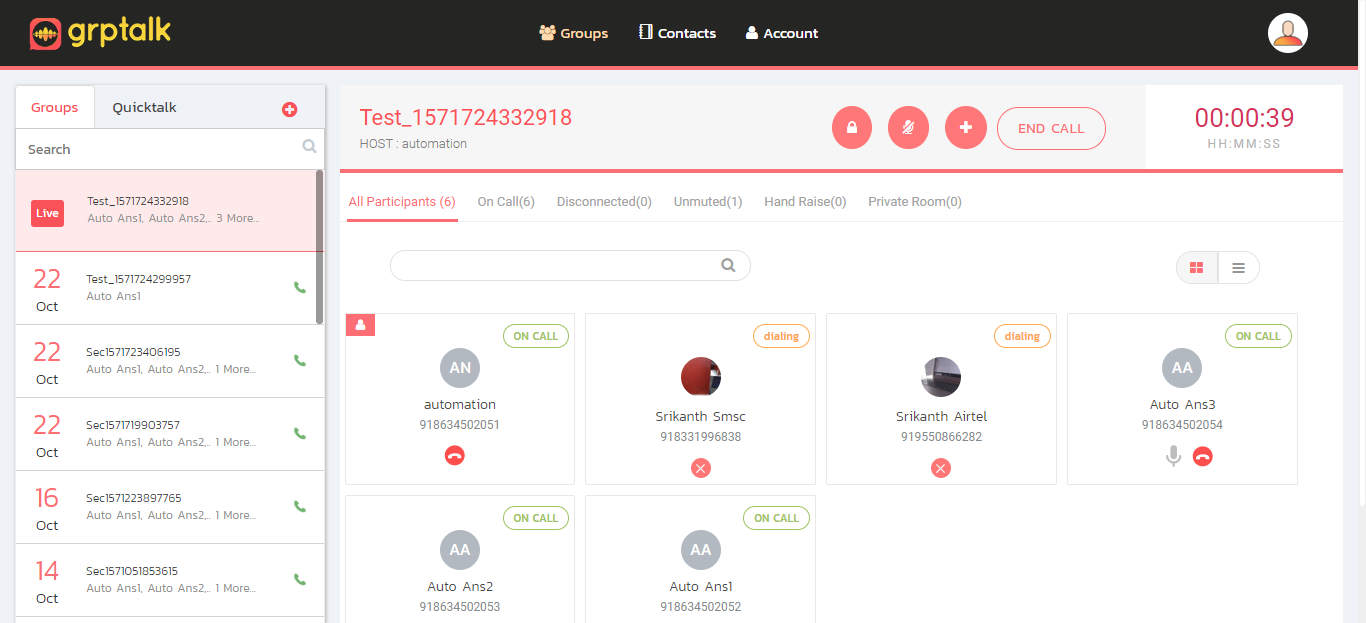 grptalk
Groups
Contacts
Account
Groups
Quicktalk
Search
Live
Test_1571724332918
Auto Ans1, Auto Ans2,.. 3 More...
22
Oct
Test_1571724299957
Auto Ans1
22
Oct
Sec1571723406195
Auto Ans1, Auto Ans2,.. 1 More...
22
Oct
Sec1571719903757
Auto Ans1, Auto Ans2,.. 1 More...
16
Oct
Sec1571223897765
Auto Ans1, Auto Ans2,.. 1 More...
14
Oct
Sec1571051853615
Auto Ans1, Auto Ans2,.. 1 More...
Test_1571724332918
HOST : automation
END CALL
00:00:39
HH:MM:SS
All Participants (6)
On Call(6)
Disconnected(0)
Unmuted(1)
Hand Raise(0)
Private Room(0)
ON CALL
AN
automation
918634502051
dialing
Srikanth Smsc
918331996838
dialing
Srikanth Airtel
919550866282
ON CALL
AA
Auto Ans3
918634502054
ON CALL
AA
Auto Ans2
918634502053
ON CALL
AA
Auto Ans1
918634502052